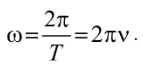 ω = 2π/T = 2πν.